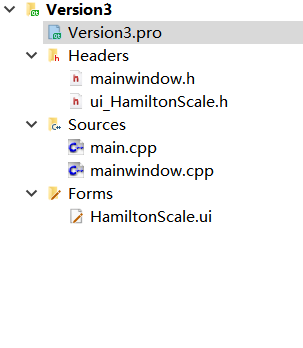 Version3
Version3.pro
Headers
mainwindow.h
ui_HamiltonScale.h
Sources
main.cpp
mainwindow.cpp
Forms
HamiltonScale.ui